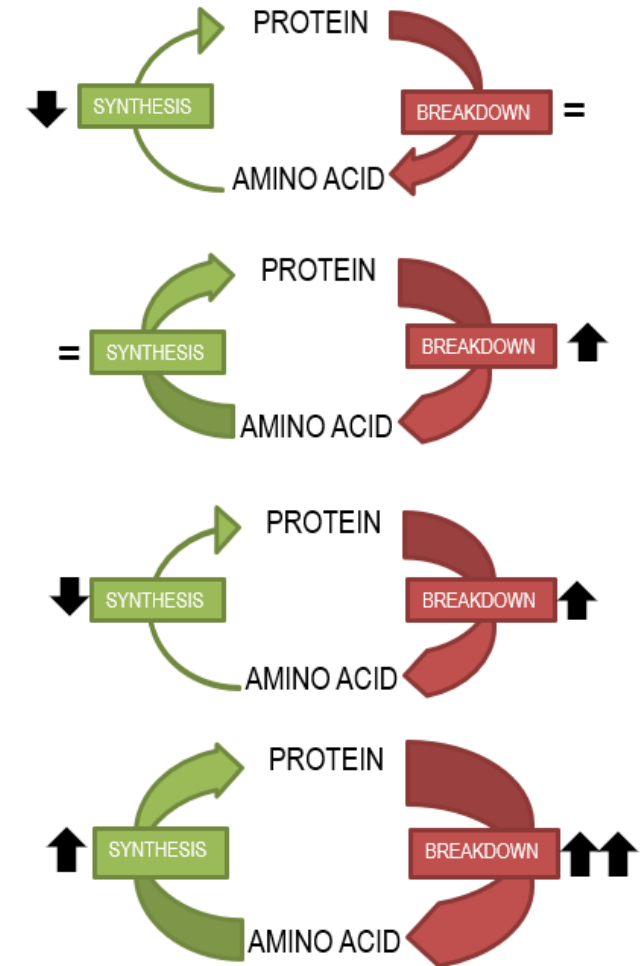 PROTEIN
SYNTHESIS
BREAKDOWN =
AMINO ACID
PROTEIN
= SYNTHESIS
BREAKDOWN
AMINO ACID
PROTEIN
SYNTHESIS
BREAKDOWN
AMINO ACID
PROTEIN
SYNTHESIS
BREAKDOWN
AMINO ACID